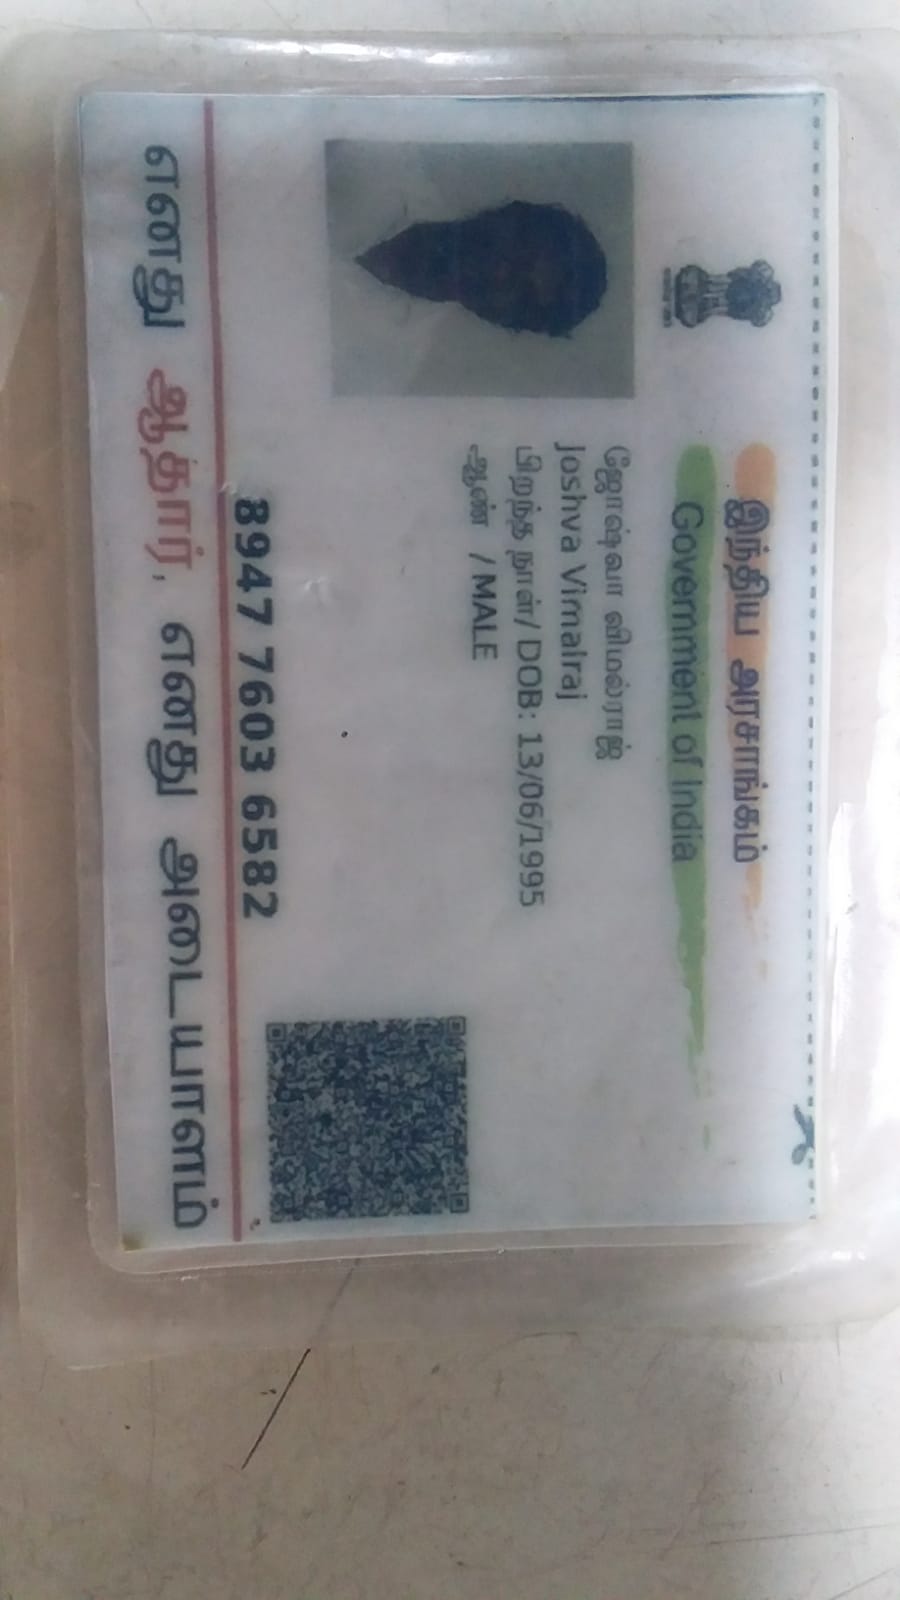 இந்திய அரசாங்கம்
Government of India
ஜோஷ்வா விமல்ராஜ்
Joshva Vimalraj
பிறந்த நாள்/ DOB: 13/06/1995
ஆண் / MALE
8947 7603 6582
எனது ஆதார், எனது அடையாளம்